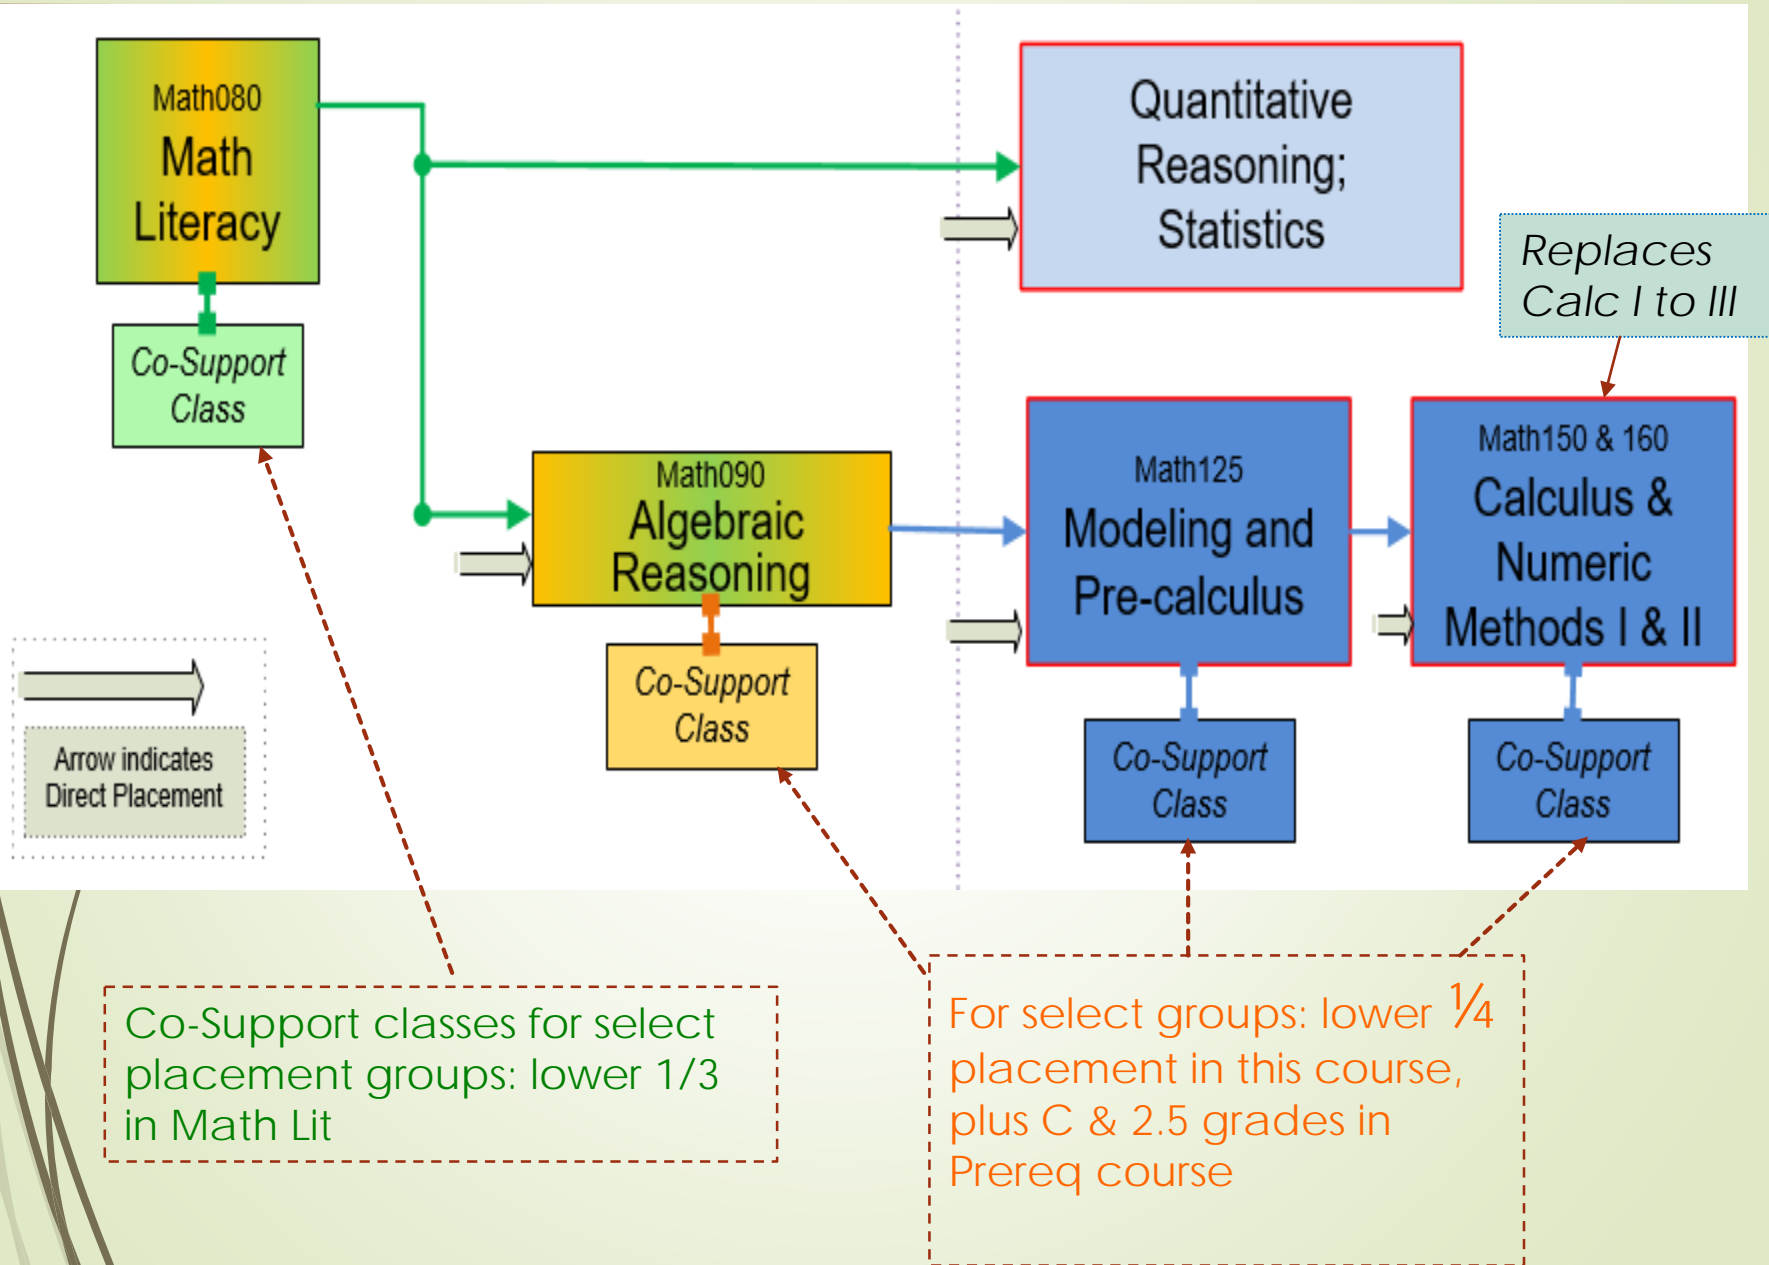 Math080
Math
Literacy
Co-Support
Class
Quantitative
Reasoning;
Statistics
Replaces
Calc I to III
Math090
Algebraic
Reasoning
Co-Support
Class
Math125
Modeling and
Pre-calculus
Co-Support
Class
Math150 & 160
Calculus &
Numeric
Methods I & II
Co-Support
Class
Arrow indicates
Direct Placement
Co-Support classes for select
placement groups: lower 1/3
in Math Lit
For select groups: lower ¼
placement in this course,
plus C & 2.5 grades in
Prereq course